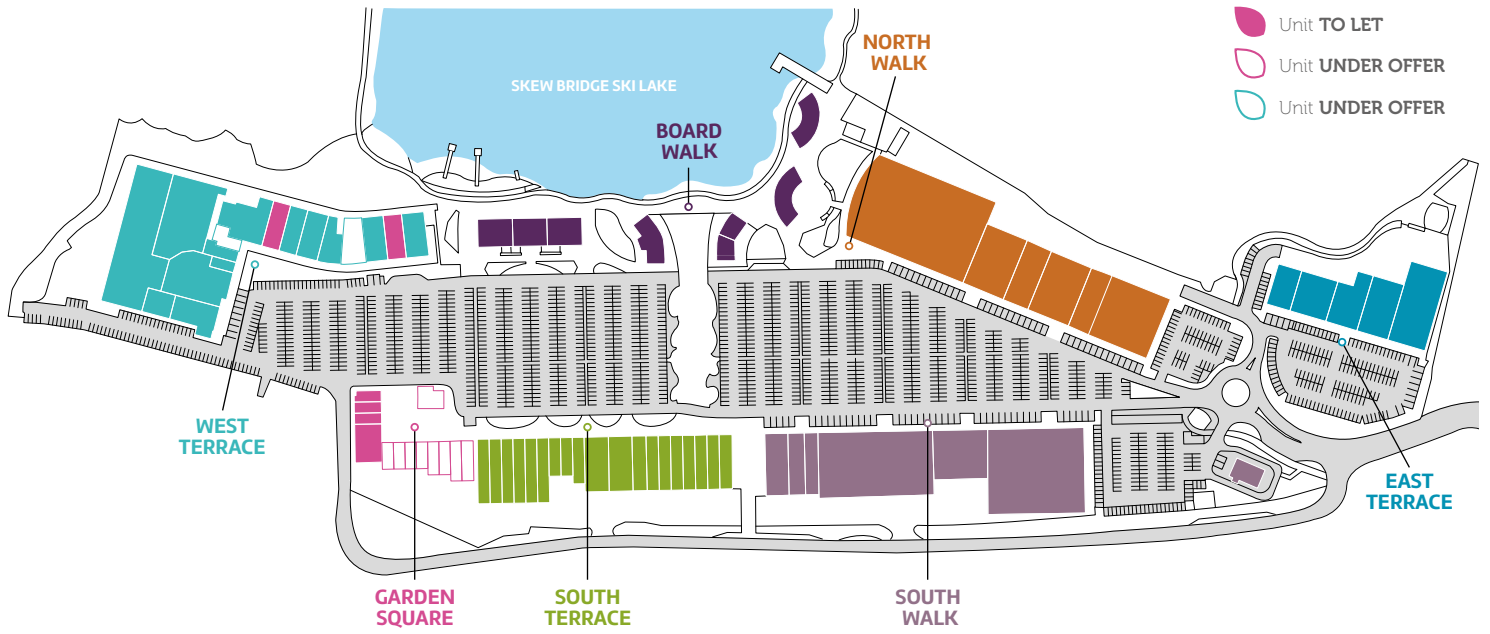 Unit TO LET
Unit UNDER OFFER
Unit UNDER OFFER
NORTH
WALK
SKEW BRIDGE SKI LAKE
BOARD
WALK
WEST
TERRACE
EAST
TERRACE
GARDEN
SQUARE
SOUTH
TERRACE
SOUTH
WALK